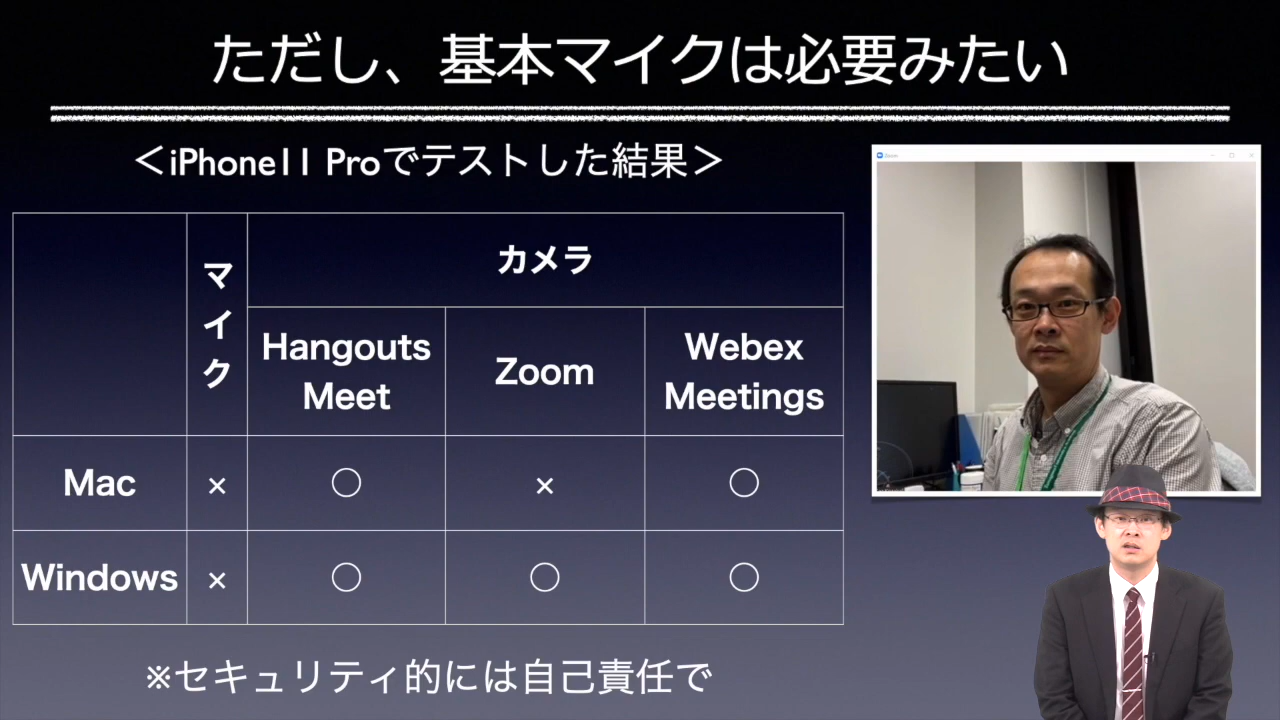 ただし、基本マイクは必要みたい
＜iPhone11 Proでテストした結果＞
マイク
カメラ
Hangouts
Meet
Zoom
Webex
Meetings
Mac × ○ × ○
Windows × ○ ○ ○
※セキュリティ的には自己責任で
Zoom